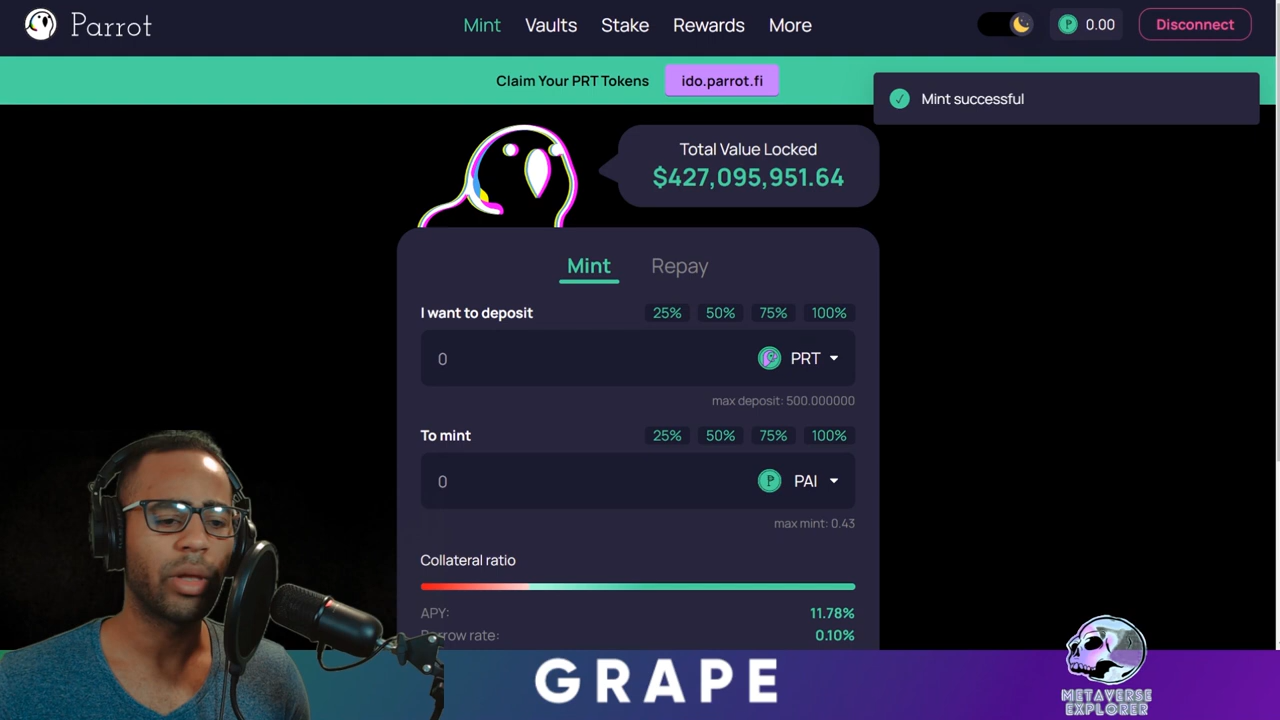 Parrot
Mint Vaults Stake Rewards More
0.00 Disconnect
Claim Your PRT Tokens ido.parrot.fi
Mint successful
Total Value Locked
$427,095,951.64
Mint Repay
I want to deposit 25% 50% 75% 100%
0 PRT
max deposit: 500.000000
To mint 25% 50% 75% 100%
0 PAI
max mint: 0.43
Collateral ratio
APY: 11.78%
Borrow rate: 0.10%
GRAPE
METAVERSE
EXPLORER